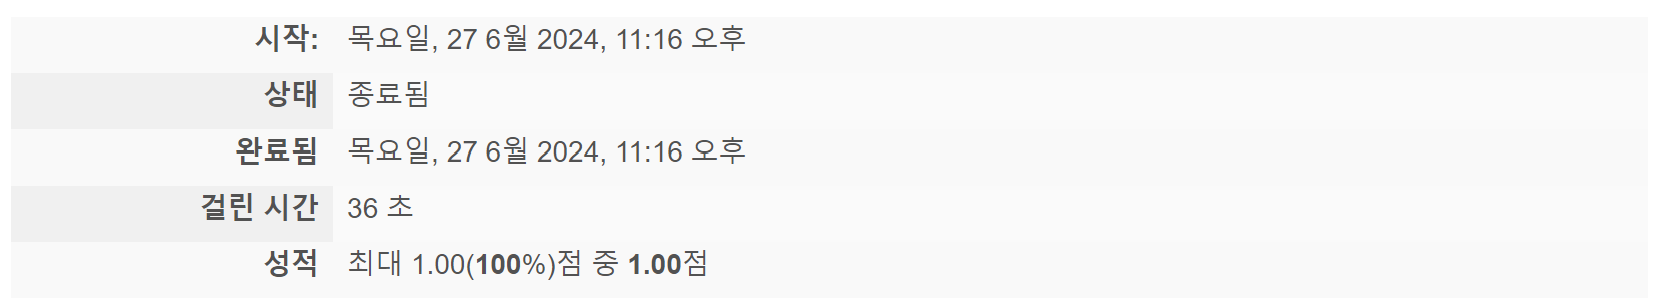 시작: 목요일, 27 6월 2024, 11:16 오후
상태 종료됨
완료됨 목요일, 27 6월 2024, 11:16 오후
걸린 시간 36 초
성적 최대 1.00(100%)점 중 1.00점